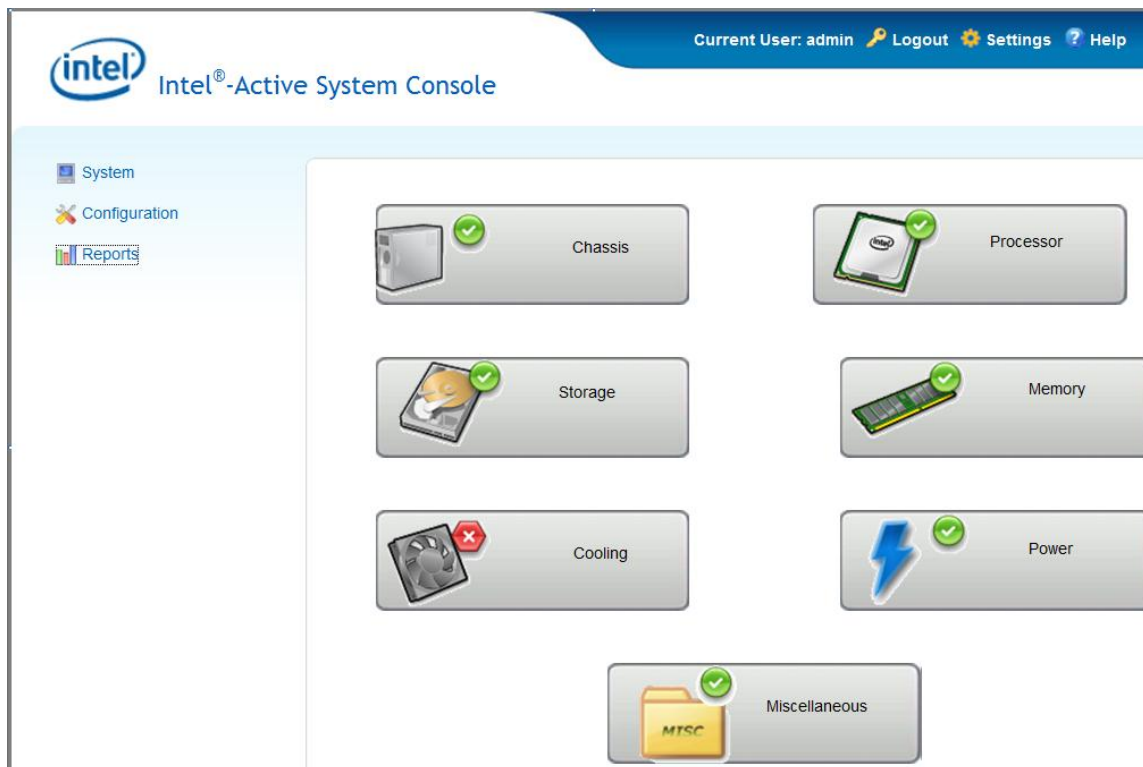 Current User: admin Logout Settings Help
intel
Intel®-Active System Console
System
Configuration
Reports
Chassis
intel
Processor
Storage
Memory
Cooling
Power
MISC
Miscellaneous